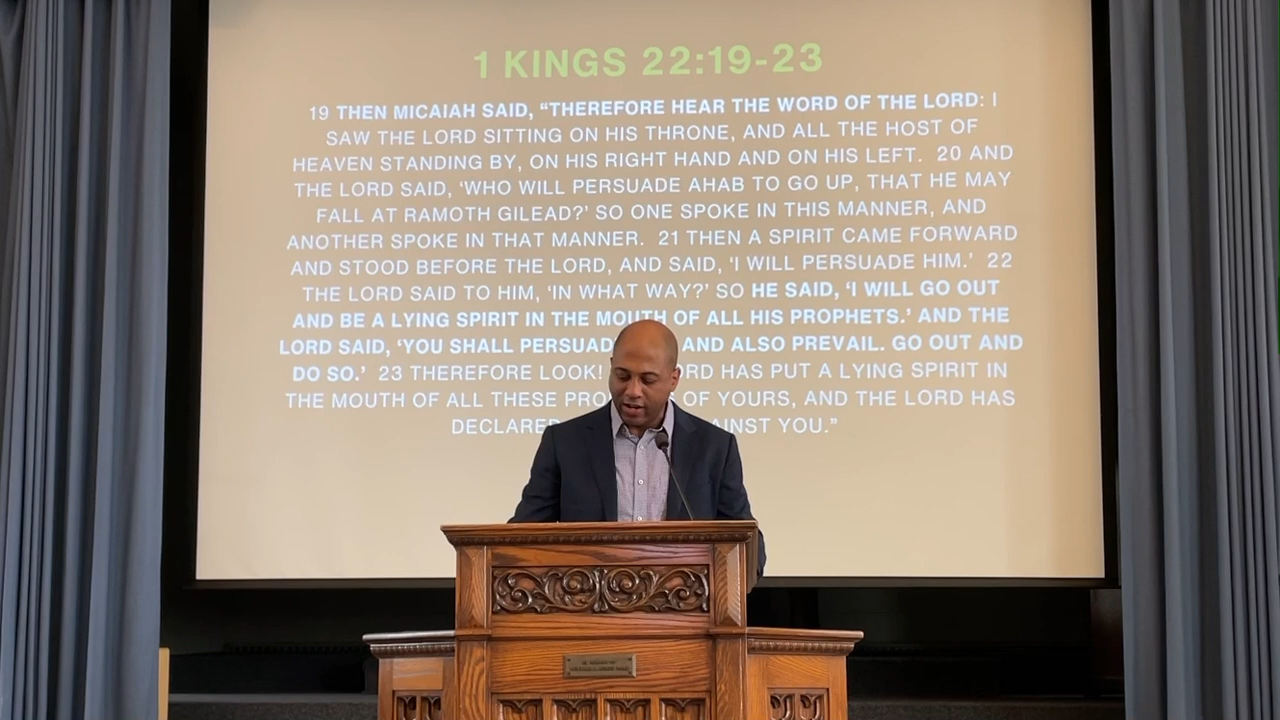 1 KINGS 22:19-23
19 THEN MICAIAH SAID, “THEREFORE HEAR THE WORD OF THE LORD: I
SAW THE LORD SITTING ON HIS THRONE, AND ALL THE HOST OF
HEAVEN STANDING BY, ON HIS RIGHT HAND AND ON HIS LEFT. 20 AND
THE LORD SAID, ‘WHO WILL PERSUADE AHAB TO GO UP, THAT HE MAY
FALL AT RAMOTH GILEAD?’ SO ONE SPOKE IN THIS MANNER, AND
ANOTHER SPOKE IN THAT MANNER. 21 THEN A SPIRIT CAME FORWARD
AND STOOD BEFORE THE LORD, AND SAID, ‘I WILL PERSUADE HIM.’ 22
THE LORD SAID TO HIM, ‘IN WHAT WAY?’ SO HE SAID, ‘I WILL GO OUT
AND BE A LYING SPIRIT IN THE MOUTH OF ALL HIS PROPHETS.’ AND THE
LORD SAID, ‘YOU SHALL PERSUAD AND ALSO PREVAIL. GO OUT AND
DO SO.’ 23 THEREFORE LOOK! ORD HAS PUT A LYING SPIRIT IN
THE MOUTH OF ALL THESE PRO OF YOURS, AND THE LORD HAS
DECLARED AINST YOU.”